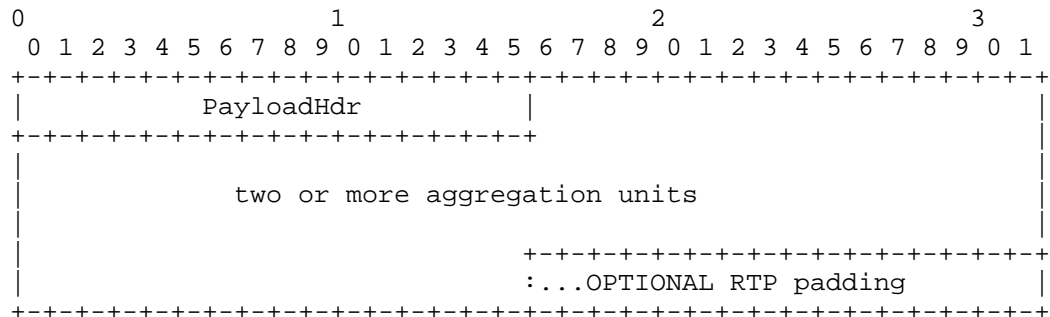 0                   1                   2                   3
 0 1 2 3 4 5 6 7 8 9 0 1 2 3 4 5 6 7 8 9 0 1 2 3 4 5 6 7 8 9 0 1
+-+-+-+-+-+-+-+-+-+-+-+-+-+-+-+-+-+-+-+-+-+-+-+-+-+-+-+-+-+-+-+-+
|           PayloadHdr          |                               |
+-+-+-+-+-+-+-+-+-+-+-+-+-+-+-+-+                               |
|                                                               |
|             two or more aggregation units                     |
|                                                               |
|                               +-+-+-+-+-+-+-+-+-+-+-+-+-+-+-+-+
|                               :...OPTIONAL RTP padding        |
+-+-+-+-+-+-+-+-+-+-+-+-+-+-+-+-+-+-+-+-+-+-+-+-+-+-+-+-+-+-+-+-+